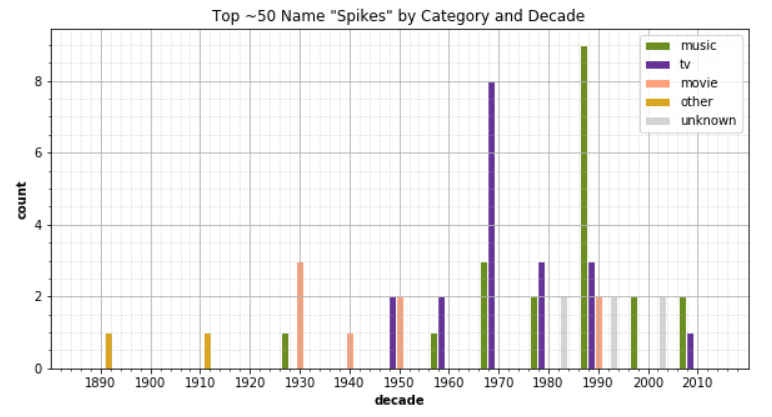 Top ~50 Name "Spikes" by Category and Decade
music
tv
movie
other
unknown
count
8
6
4
2
0
1890 1900 1910 1920 1930 1940 1950 1960 1970 1980 1990 2000 2010
decade